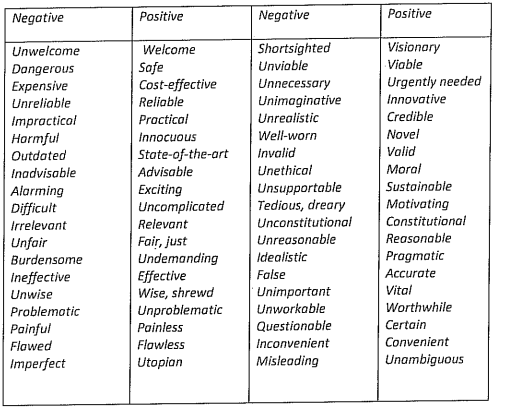 Negative Positive Negative Positive
Unwelcome Welcome Shortsighted Visionary
Dangerous Safe Unviable Viable
Expensive Cost-effective Unnecessary Urgently needed
Unreliable Reliable Unimaginative Innovative
Impractical Practical Unrealistic Credible
Harmful Innocuous Well-worn Novel
Outdated State-of-the-art Invalid Valid
Inadvisable Advisable Unethical Moral
Alarming Exciting Unsupportable Sustainable
Difficult Uncomplicated Tedious, dreary Motivating
Irrelevant Relevant Unconstitutional Constitutional
Unfair Fair, just Unreasonable Reasonable
Burdensome Undemanding Idealistic Pragmatic
Ineffective Effective False Accurate
Unwise Wise, shrewd Unimportant Vital
Problematic Unproblematic Unworkable Worthwhile
Painful Painless Questionable Certain
Flawed Flawless Inconvenient Convenient
Imperfect Utopian Misleading Unambiguous